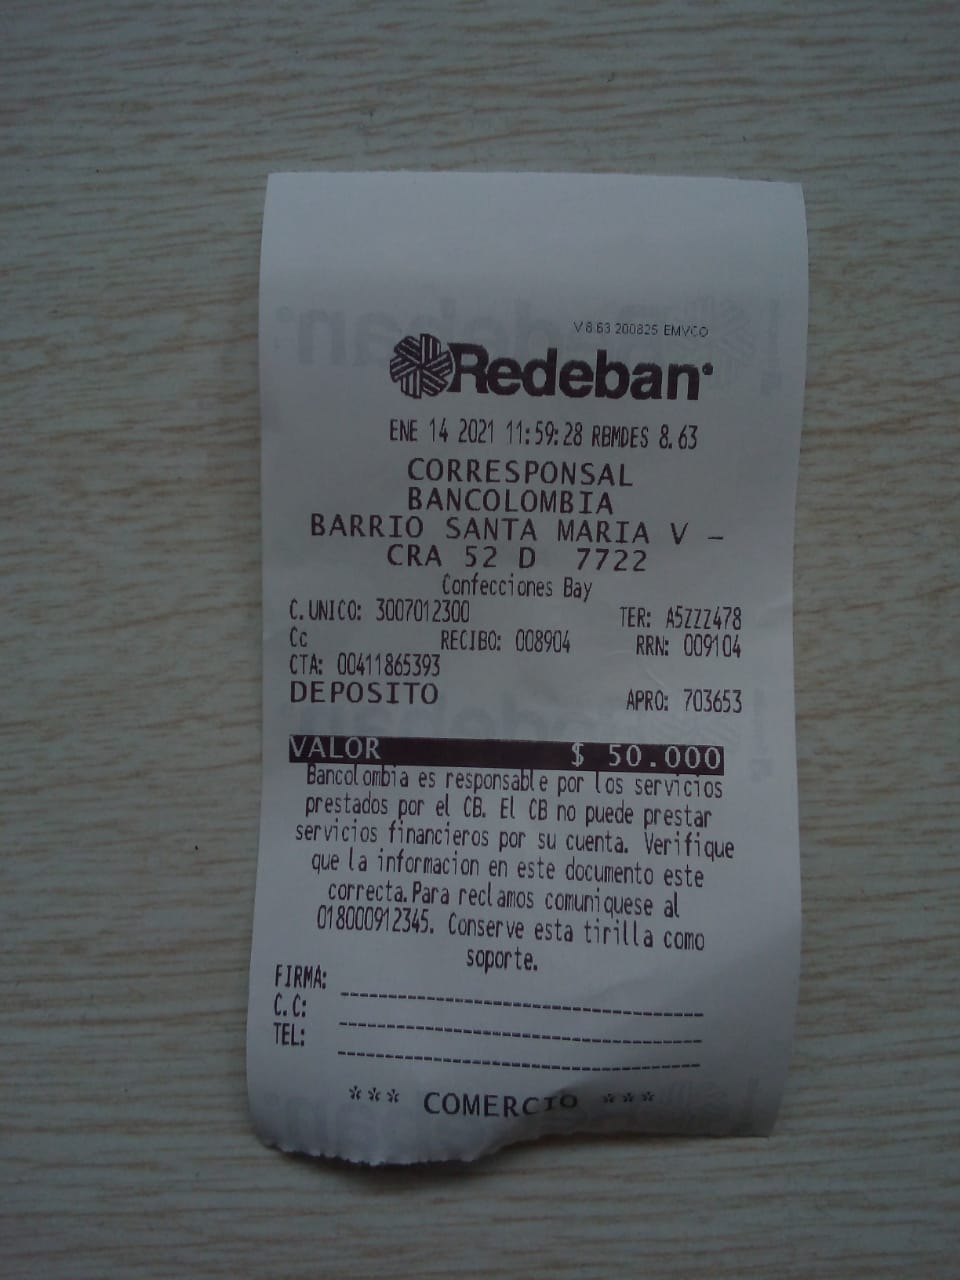 V 8.63 200825 EMVCO
Redeban
ENE 14 2021 11:59:28 RBMDES 8.63
CORRESPONSAL
BANCOLOMBIA
BARRIO SANTA MARIA V –
CRA 52 D 7722
Confecciones Bay
C.UNICO: 3007012300 TER: A5ZZZ478
Cc RECIBO: 008904 RRN: 009104
CTA: 00411865393
DEPOSITO APRO: 703653
VALOR $ 50.000
Bancolombia es responsable por los servicios
prestados por el CB. El CB no puede prestar
servicios financieros por su cuenta. Verifique
que la informacion en este documento este
correcta.Para reclamos comuniquese al
018000912345. Conserve esta tirilla como
soporte.
FIRMA:
C.C:
TEL:
*** COMERCIO ***